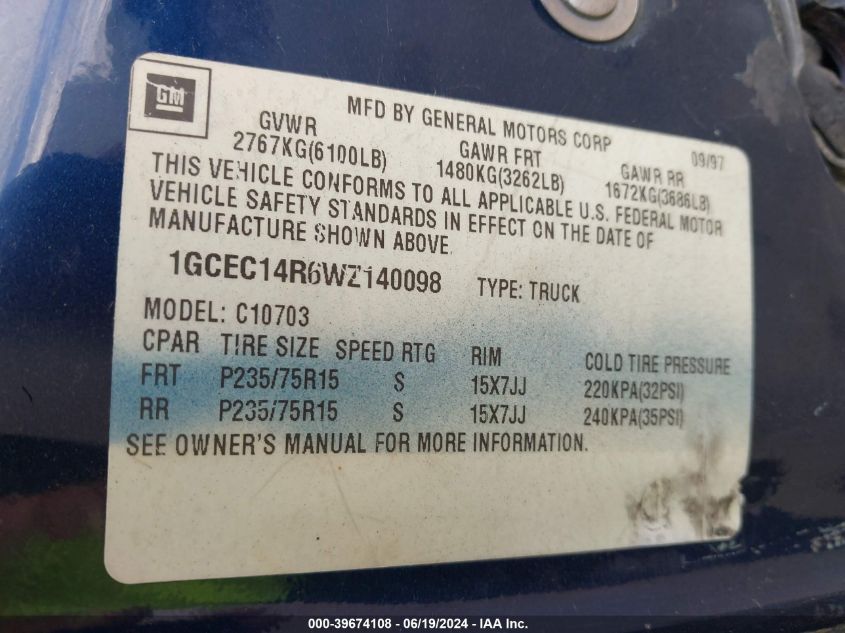 GM
MFD BY GENERAL MOTORS CORP 09/97
GVWR GAWR FRT GAWR RR
2767KG(6100LB) 1480KG(3262LB) 1672KG(3686LB)
THIS VEHICLE CONFORMS TO ALL APPLICABLE U.S. FEDERAL MOTOR
VEHICLE SAFETY STANDARDS IN EFFECT ON THE DATE OF
MANUFACTURE SHOWN ABOVE.
1GCEC14R6WZ140098 TYPE: TRUCK
MODEL: C10703
CPAR TIRE SIZE SPEED RTG RIM COLD TIRE PRESSURE
FRT P235/75R15 S 15X7JJ 220KPA(32PSI)
RR P235/75R15 S 15X7JJ 240KPA(35PSI)
SEE OWNER'S MANUAL FOR MORE INFORMATION.
000-39674108 - 06/19/2024 - IAA Inc.